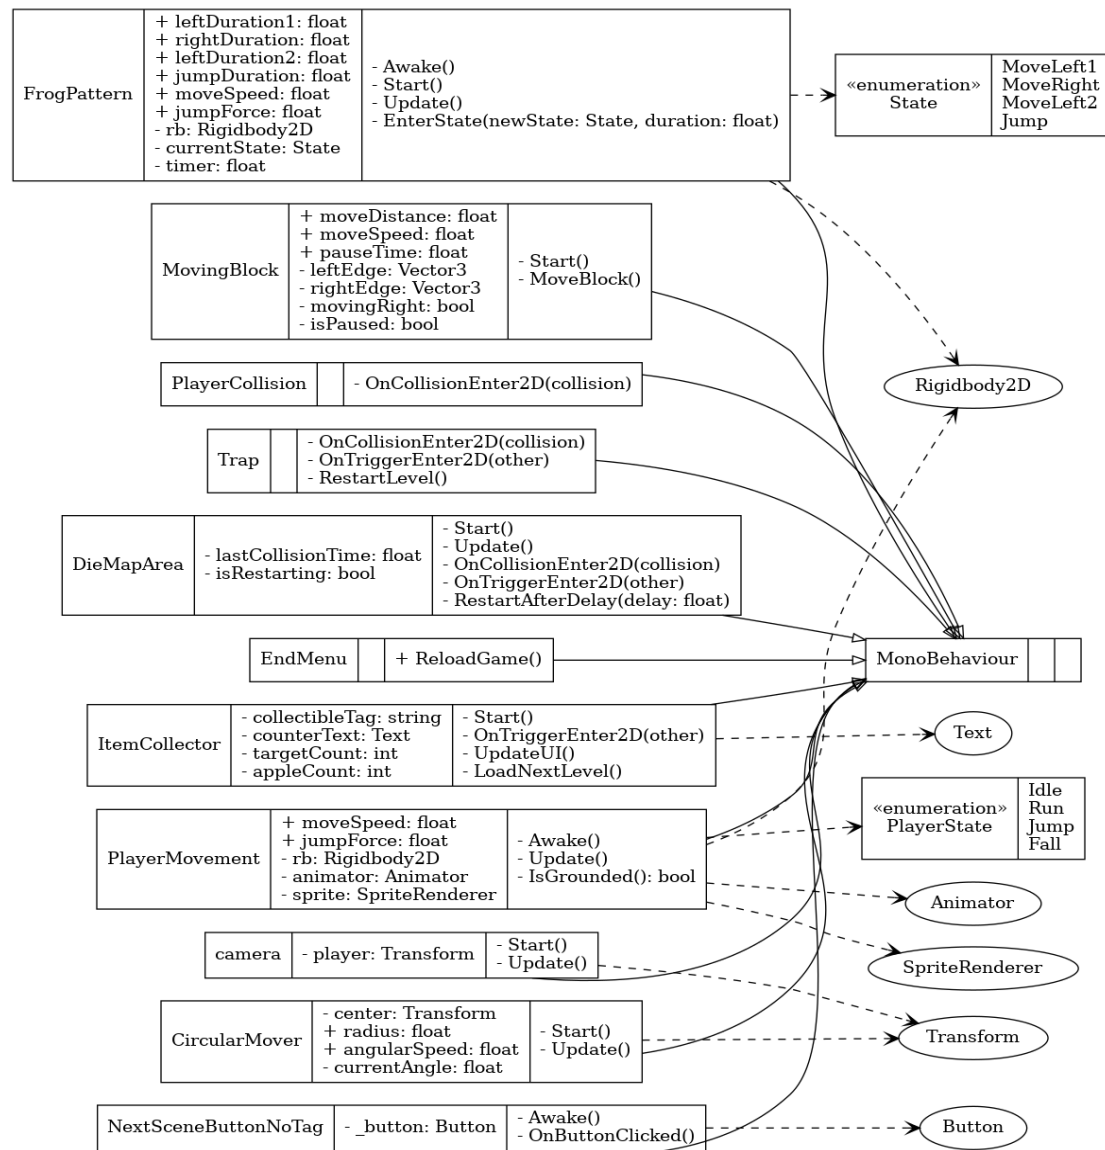 FrogPattern
+ leftDuration1: float
+ rightDuration: float
+ leftDuration2: float
+ jumpDuration: float
+ moveSpeed: float
+ jumpForce: float
- rb: Rigidbody2D
- currentState: State
- timer: float
- Awake()
- Start()
- Update()
- EnterState(newState: State, duration: float)
«enumeration»
State
MoveLeft1
MoveRight
MoveLeft2
Jump
MovingBlock
+ moveDistance: float
+ moveSpeed: float
+ pauseTime: float
- leftEdge: Vector3
- rightEdge: Vector3
- movingRight: bool
- isPaused: bool
- Start()
- MoveBlock()
PlayerCollision
- OnCollisionEnter2D(collision)
Rigidbody2D
Trap
- OnCollisionEnter2D(collision)
- OnTriggerEnter2D(other)
- RestartLevel()
DieMapArea
- lastCollisionTime: float
- isRestarting: bool
- Start()
- Update()
- OnCollisionEnter2D(collision)
- OnTriggerEnter2D(other)
- RestartAfterDelay(delay: float)
EndMenu
+ ReloadGame()
MonoBehaviour
ItemCollector
- collectibleTag: string
- counterText: Text
- targetCount: int
- appleCount: int
- Start()
- OnTriggerEnter2D(other)
- UpdateUI()
- LoadNextLevel()
Text
PlayerMovement
+ moveSpeed: float
+ jumpForce: float
- rb: Rigidbody2D
- animator: Animator
- sprite: SpriteRenderer
- Awake()
- Update()
- IsGrounded(): bool
«enumeration»
PlayerState
Idle
Run
Jump
Fall
Animator
camera
- player: Transform
- Start()
- Update()
SpriteRenderer
CircularMover
- center: Transform
+ radius: float
+ angularSpeed: float
- currentAngle: float
- Start()
- Update()
Transform
NextSceneButtonNoTag
- _button: Button
- Awake()
- OnButtonClicked()
Button